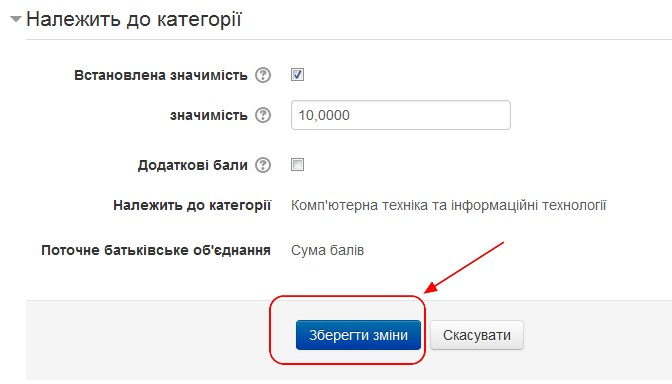 Належить до категорії
Встановлена значимість
значимість 10,0000
Додаткові бали
Належить до категорії Комп'ютерна техніка та інформаційні технології
Поточне батьківське об'єднання Сума балів
Зберегти зміни Скасувати